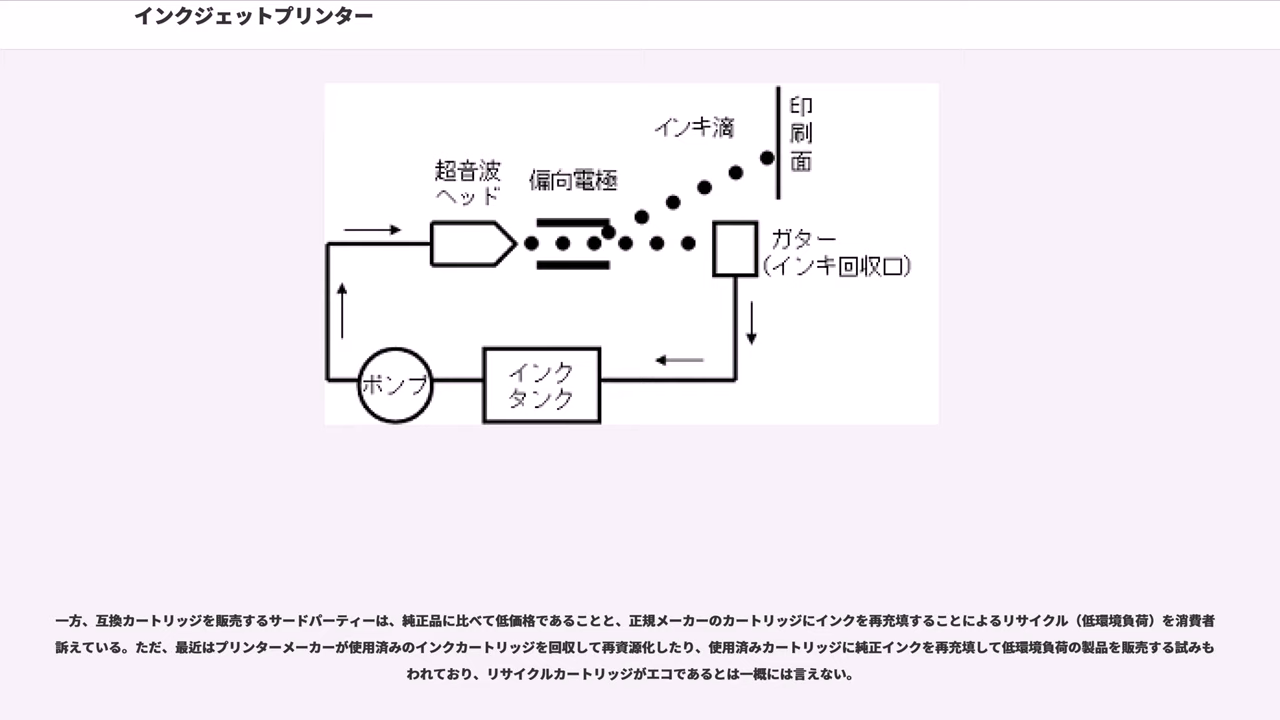 インクジェットプリンター
インキ滴
印
刷
面
超音波
ヘッド
偏向電極
ガター
(インキ回収口)
ポンプ
インク
タンク
一方、互換カートリッジを販売するサードパーティーは、純正品に比べて低価格であることと、正規メーカーのカートリッジにインクを再充填することによるリサイクル（低環境負荷）を消費者
訴えている。ただ、最近はプリンターメーカーが使用済みのインクカートリッジを回収して再資源化したり、使用済みカートリッジに純正インクを再充填して低環境負荷の製品を販売する試みも
われており、リサイクルカートリッジがエコであるとは一概には言えない。